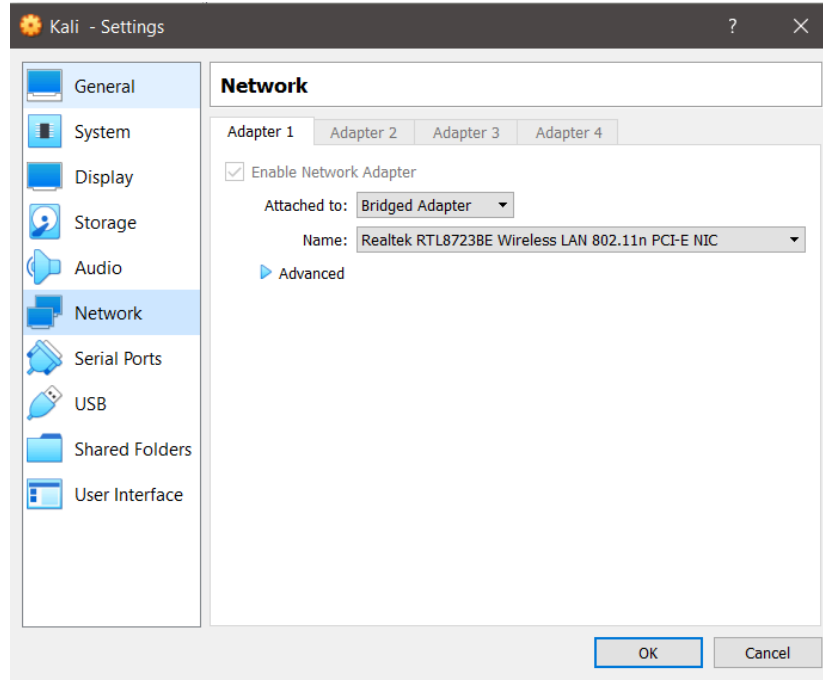 Kali - Settings
?
General
System
Display
Storage
Audio
Network
Serial Ports
USB
Shared Folders
User Interface
Network
Adapter 1 Adapter 2 Adapter 3 Adapter 4
Enable Network Adapter
Attached to: Bridged Adapter
Name: Realtek RTL8723BE Wireless LAN 802.11n PCI-E NIC
Advanced
OK Cancel